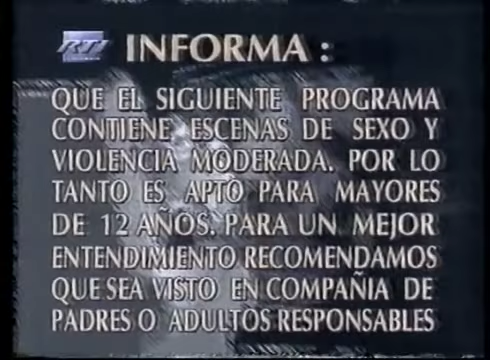 RTI INFORMA :
QUE EL SIGUIENTE PROGRAMA
CONTIENE ESCENAS DE SEXO Y
VIOLENCIA MODERADA. POR LO
TANTO ES APTO PARA MAYORES
DE 12 AÑOS. PARA UN MEJOR
ENTENDIMIENTO RECOMENDAMOS
QUE SEA VISTO EN COMPAÑIA DE
PADRES O ADULTOS RESPONSABLES